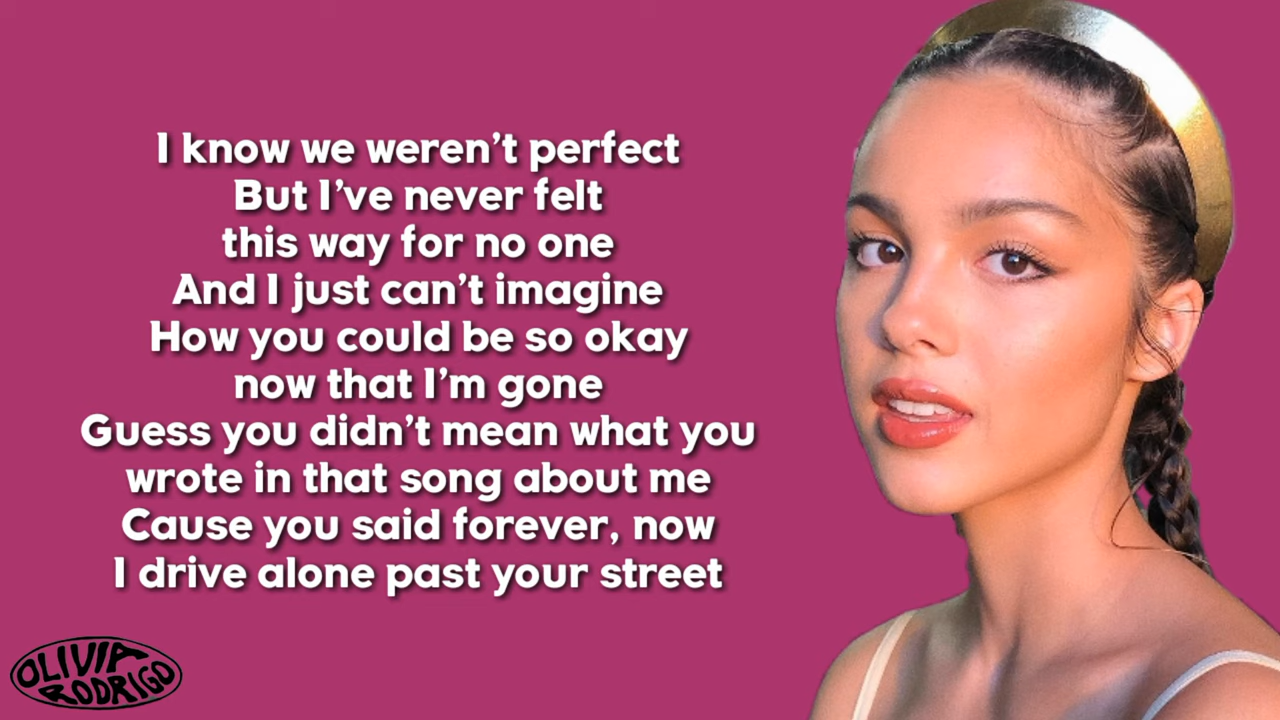 I know we weren’t perfect
But I’ve never felt
this way for no one
And I just can’t imagine
How you could be so okay
now that I’m gone
Guess you didn’t mean what you
wrote in that song about me
Cause you said forever, now
I drive alone past your street
OLIVIA
RODRIGO